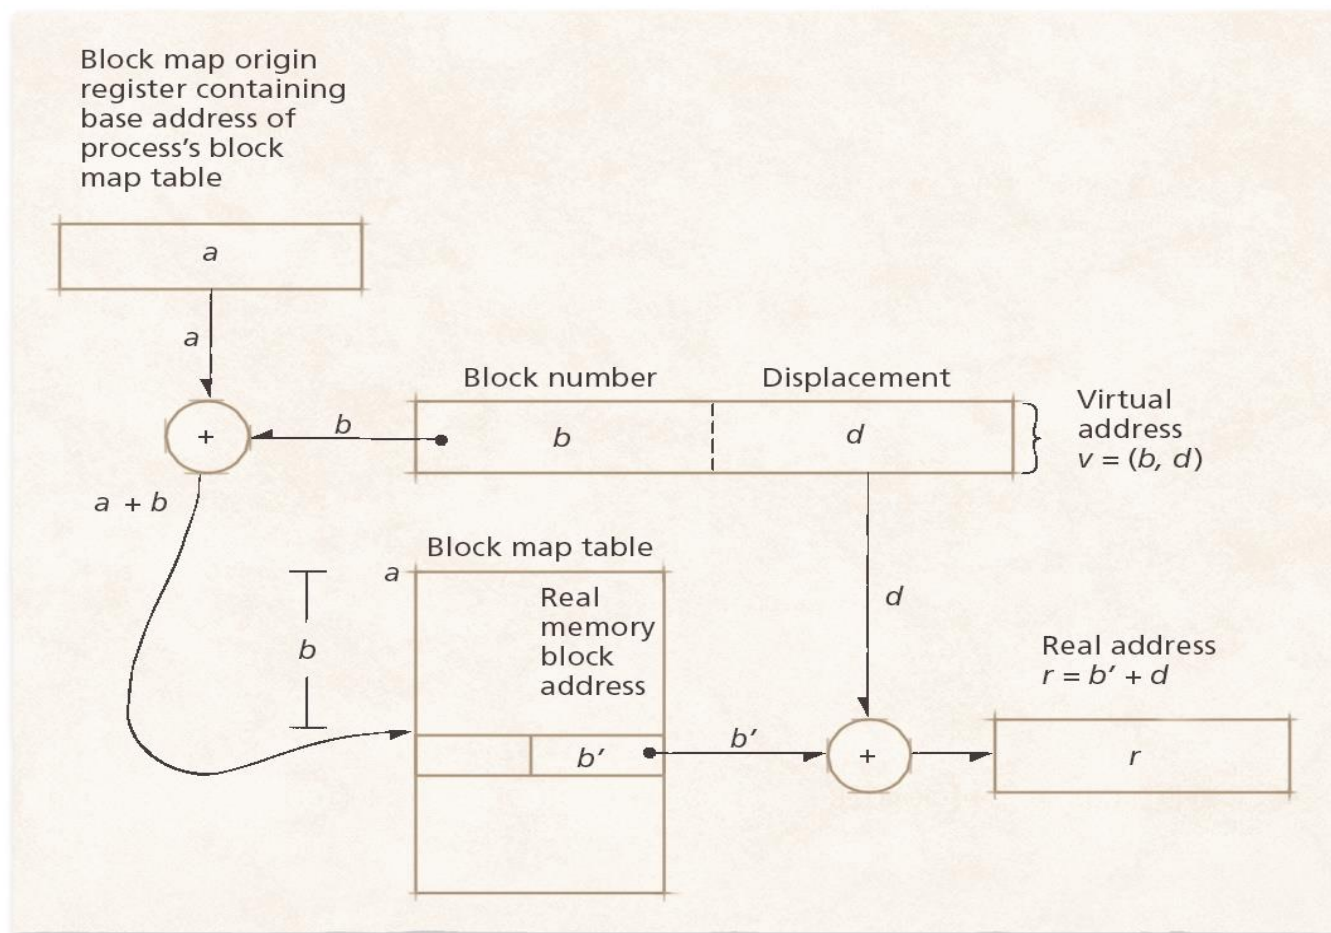 Block map origin
register containing
base address of
process's block
map table
a
a
Block number
Displacement
+
b
b
d
Virtual
address
v = (b, d)
a + b
Block map table
a
Real
memory
block
address
b
d
Real address
r = b′ + d
b′
b′
+
r